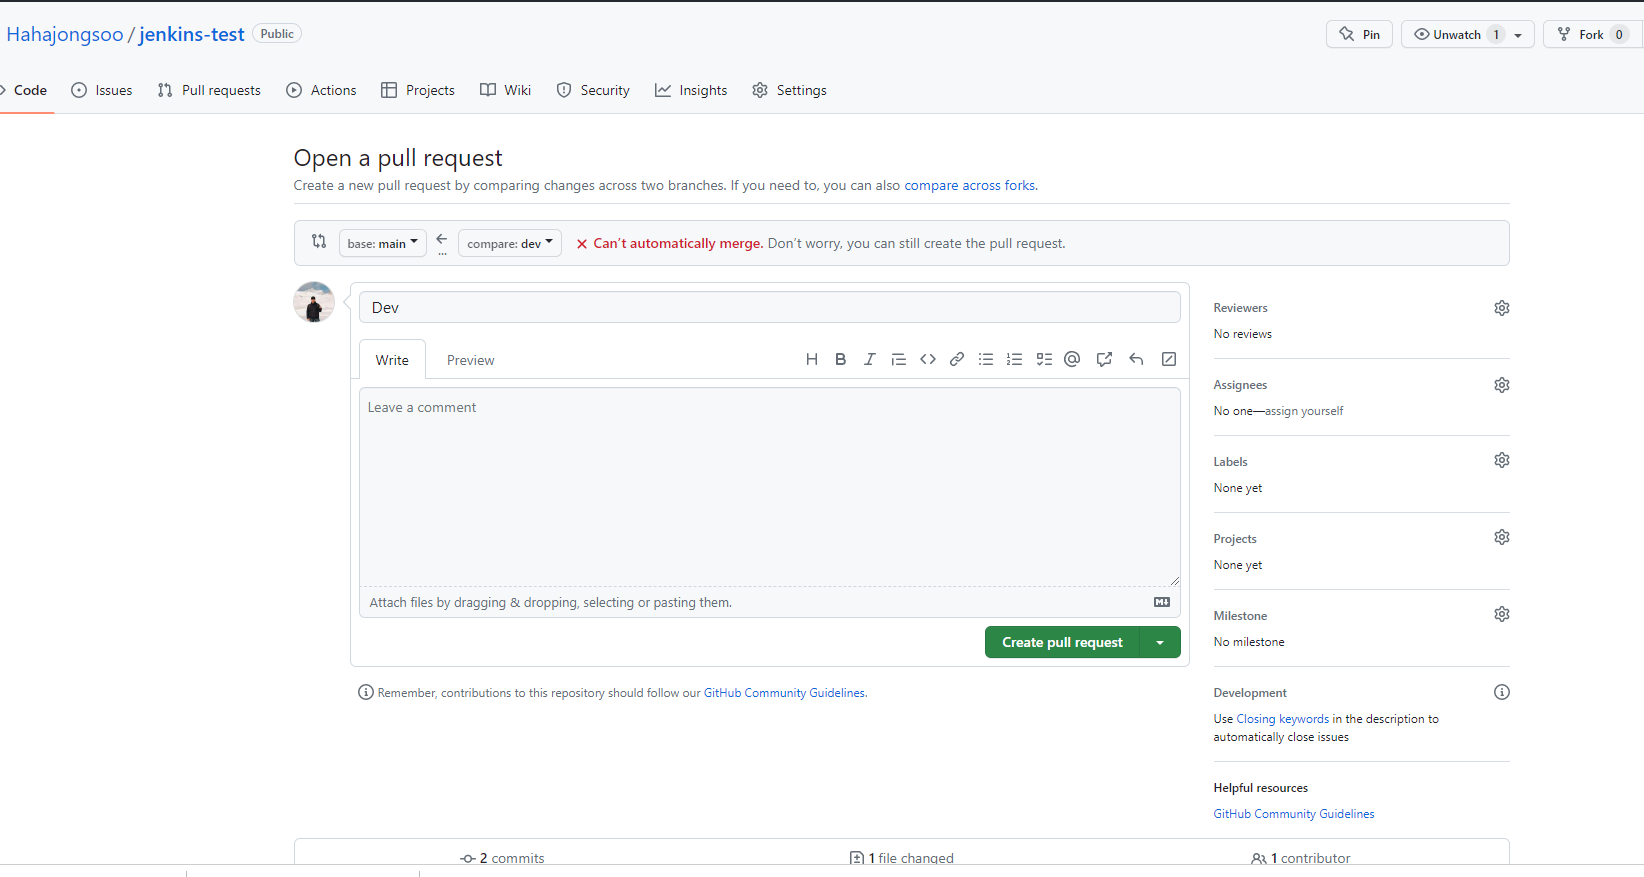 Hahajongsoo / jenkins-test Public
Pin
Unwatch 1
Fork 0
Code
Issues
Pull requests
Actions
Projects
Wiki
Security
Insights
Settings
Open a pull request
Create a new pull request by comparing changes across two branches. If you need to, you can also compare across forks.
base: main
...
compare: dev
Can't automatically merge. Don't worry, you can still create the pull request.
Dev
Write
Preview
Leave a comment
Attach files by dragging & dropping, selecting or pasting them.
Create pull request
Remember, contributions to this repository should follow our GitHub Community Guidelines.
Reviewers
No reviews
Assignees
No one—assign yourself
Labels
None yet
Projects
None yet
Milestone
No milestone
Development
Use Closing keywords in the description to
automatically close issues
Helpful resources
GitHub Community Guidelines
2 commits
1 file changed
1 contributor